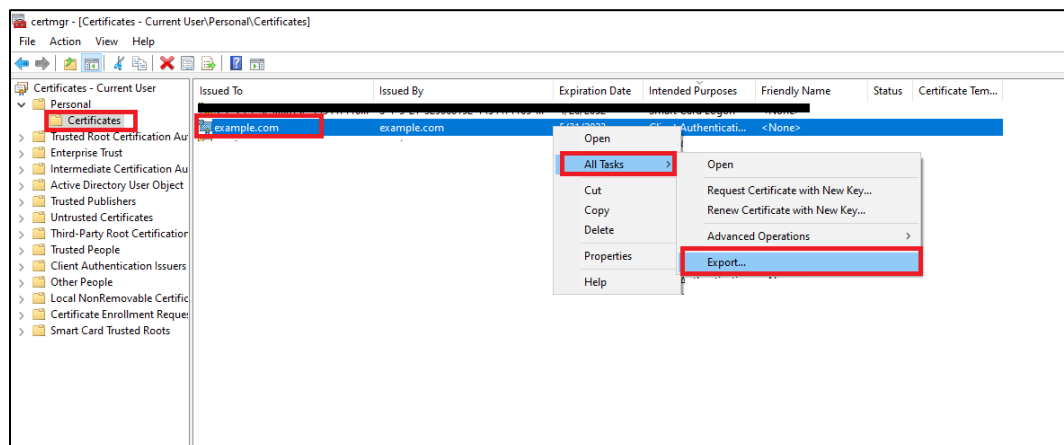 certmgr - [Certificates - Current User\Personal\Certificates]
File Action View Help
Certificates - Current User
Personal
Certificates
Trusted Root Certification Au
Enterprise Trust
Intermediate Certification Au
Active Directory User Object
Trusted Publishers
Untrusted Certificates
Third-Party Root Certification
Trusted People
Client Authentication Issuers
Other People
Local NonRemovable Certific
Certificate Enrollment Reques
Smart Card Trusted Roots
Issued To Issued By Expiration Date Intended Purposes Friendly Name Status Certificate Tem...
example.com example.com Client Authenticati... <None>
Open
All Tasks
Cut
Copy
Delete
Properties
Help
Open
Request Certificate with New Key...
Renew Certificate with New Key...
Advanced Operations
Export...